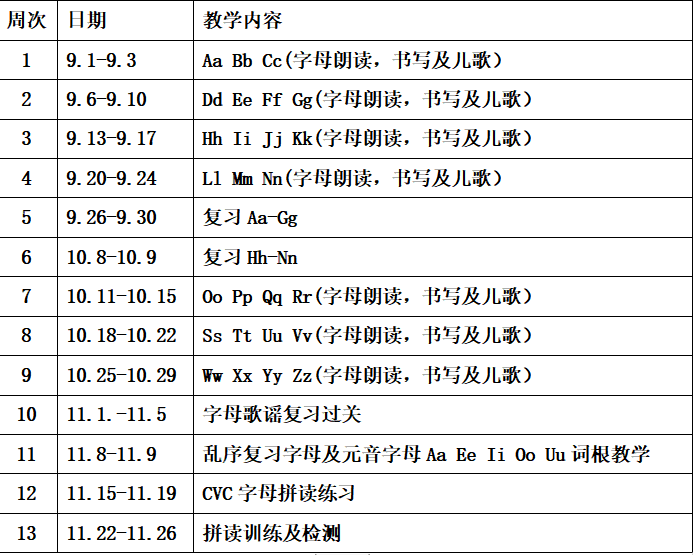 周次 日期 教学内容
1 9.1-9.3 Aa Bb Cc(字母朗读，书写及儿歌）
2 9.6-9.10 Dd Ee Ff Gg(字母朗读，书写及儿歌）
3 9.13-9.17 Hh Ii Jj Kk(字母朗读，书写及儿歌）
4 9.20-9.24 Ll Mm Nn(字母朗读，书写及儿歌）
5 9.26-9.30 复习 Aa-Gg
6 10.8-10.9 复习 Hh-Nn
7 10.11-10.15 Oo Pp Qq Rr(字母朗读，书写及儿歌）
8 10.18-10.22 Ss Tt Uu Vv(字母朗读，书写及儿歌）
9 10.25-10.29 Ww Xx Yy Zz(字母朗读，书写及儿歌）
10 11.1.-11.5 字母歌谣复习过关
11 11.8-11.9 乱序复习字母及元音字母 Aa Ee Ii Oo Uu 词根教学
12 11.15-11.19 CVC 字母拼读练习
13 11.22-11.26 拼读训练及检测